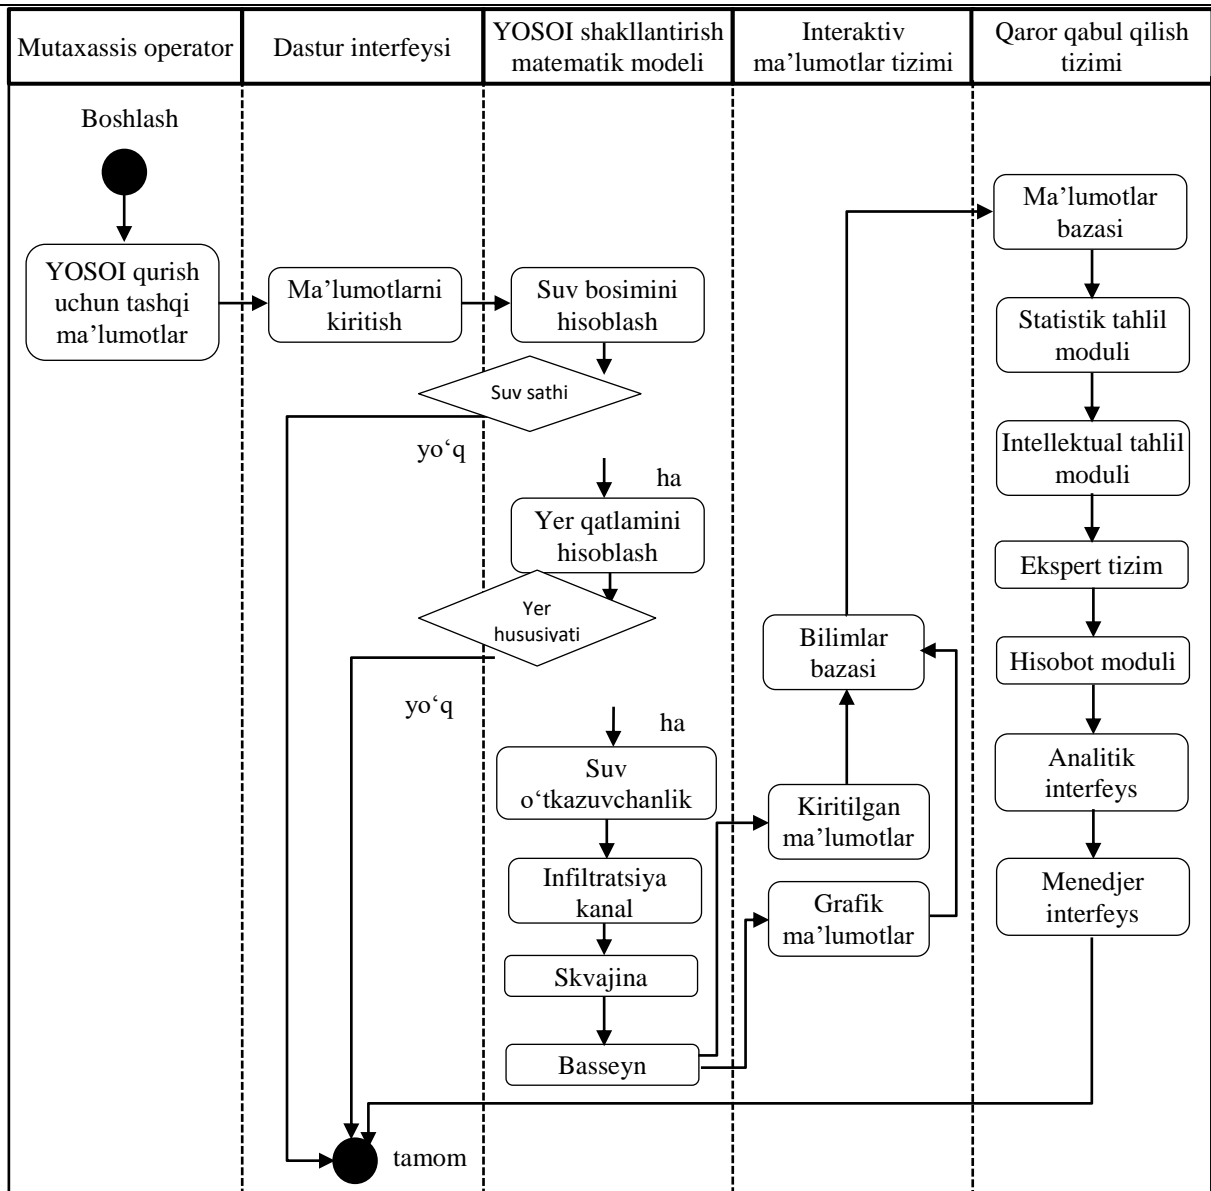 Mutaxassis operator
Dastur interfeysi
YOSOI shakllantirish
matematik modeli
Interaktiv
ma’lumotlar tizimi
Qaror qabul qilish
tizimi
Boshlash
YOSOI qurish
uchun tashqi
ma’lumotlar
Ma’lumotlarni
kiritish
Suv bosimini
hisoblash
Suv sathi
yo‘q
ha
Yer qatlamini
hisoblash
Yer
hususivati
yo‘q
ha
Suv
o‘tkazuvchanlik
Infiltratsiya
kanal
Skvajina
Basseyn
Bilimlar
bazasi
Kiritilgan
ma’lumotlar
Grafik
ma’lumotlar
Ma’lumotlar
bazasi
Statistik tahlil
moduli
Intellektual tahlil
moduli
Ekspert tizim
Hisobot moduli
Analitik
interfeys
Menedjer
interfeys
tamom